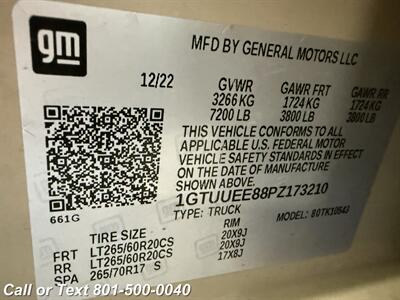 gm
MFD BY GENERAL MOTORS LLC
12/22 GVWR GAWR FRT GAWR RR
3266 KG 1724 KG 1724 KG
7200 LB 3800 LB 3800 LB
THIS VEHICLE CONFORMS TO ALL
APPLICABLE U.S. FEDERAL MOTOR
VEHICLE SAFETY STANDARDS IN EFFECT
ON THE DATE OF MANUFACTURE
SHOWN ABOVE.
661G
1GTUUEE88PZ173210
TYPE: TRUCK MODEL: 80TK10543
TIRE SIZE RIM
FRT LT265/60R20CS 20X9J
RR LT265/60R20CS 20X9J
SPA 265/70R17 S 17X8J
Call or Text 801-500-0040